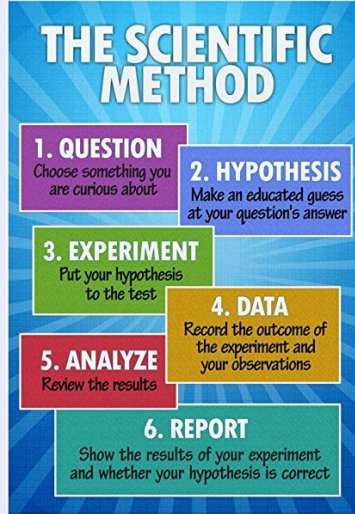 THE SCIENTIFIC
METHOD
1. QUESTION
Choose something you
are curious about
2. HYPOTHESIS
Make an educated guess
at your question's answer
3. EXPERIMENT
Put your hypothesis
to the test
4. DATA
Record the outcome of
the experiment and
your observations
5. ANALYZE
Review the results
6. REPORT
Show the results of your experiment
and whether your hypothesis is correct